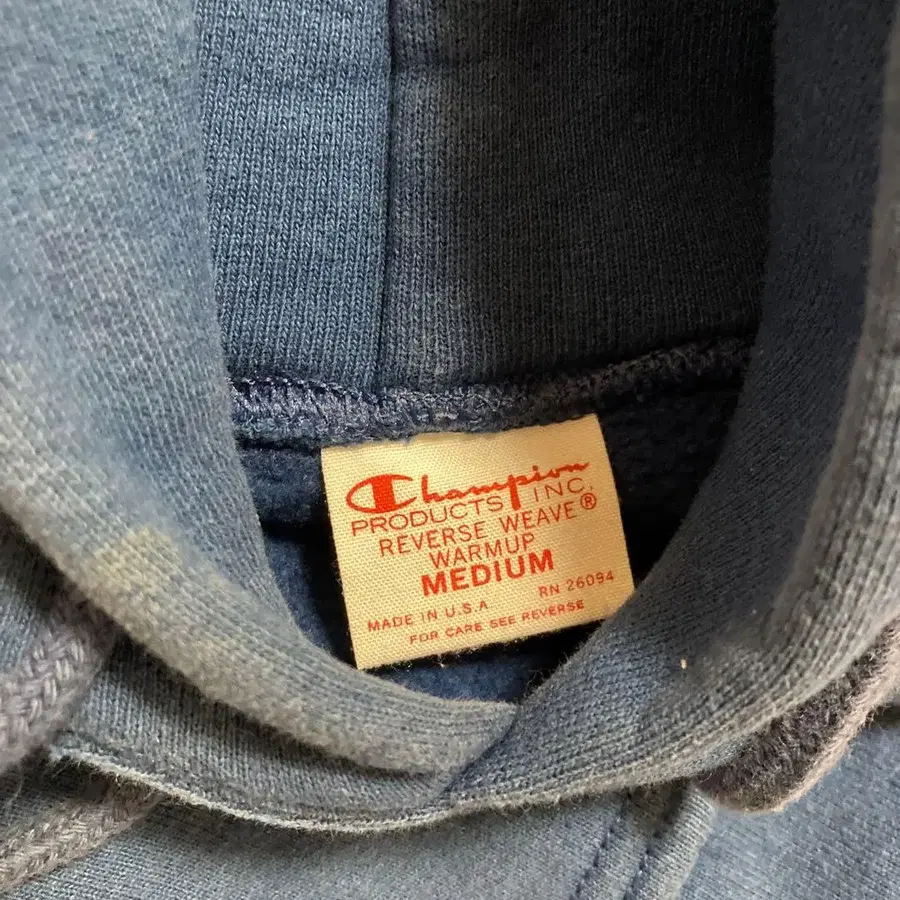 Champion
PRODUCTS INC.
REVERSE WEAVE®
WARMUP
MEDIUM
RN 26094
MADE IN U.S.A
FOR CARE SEE REVERSE